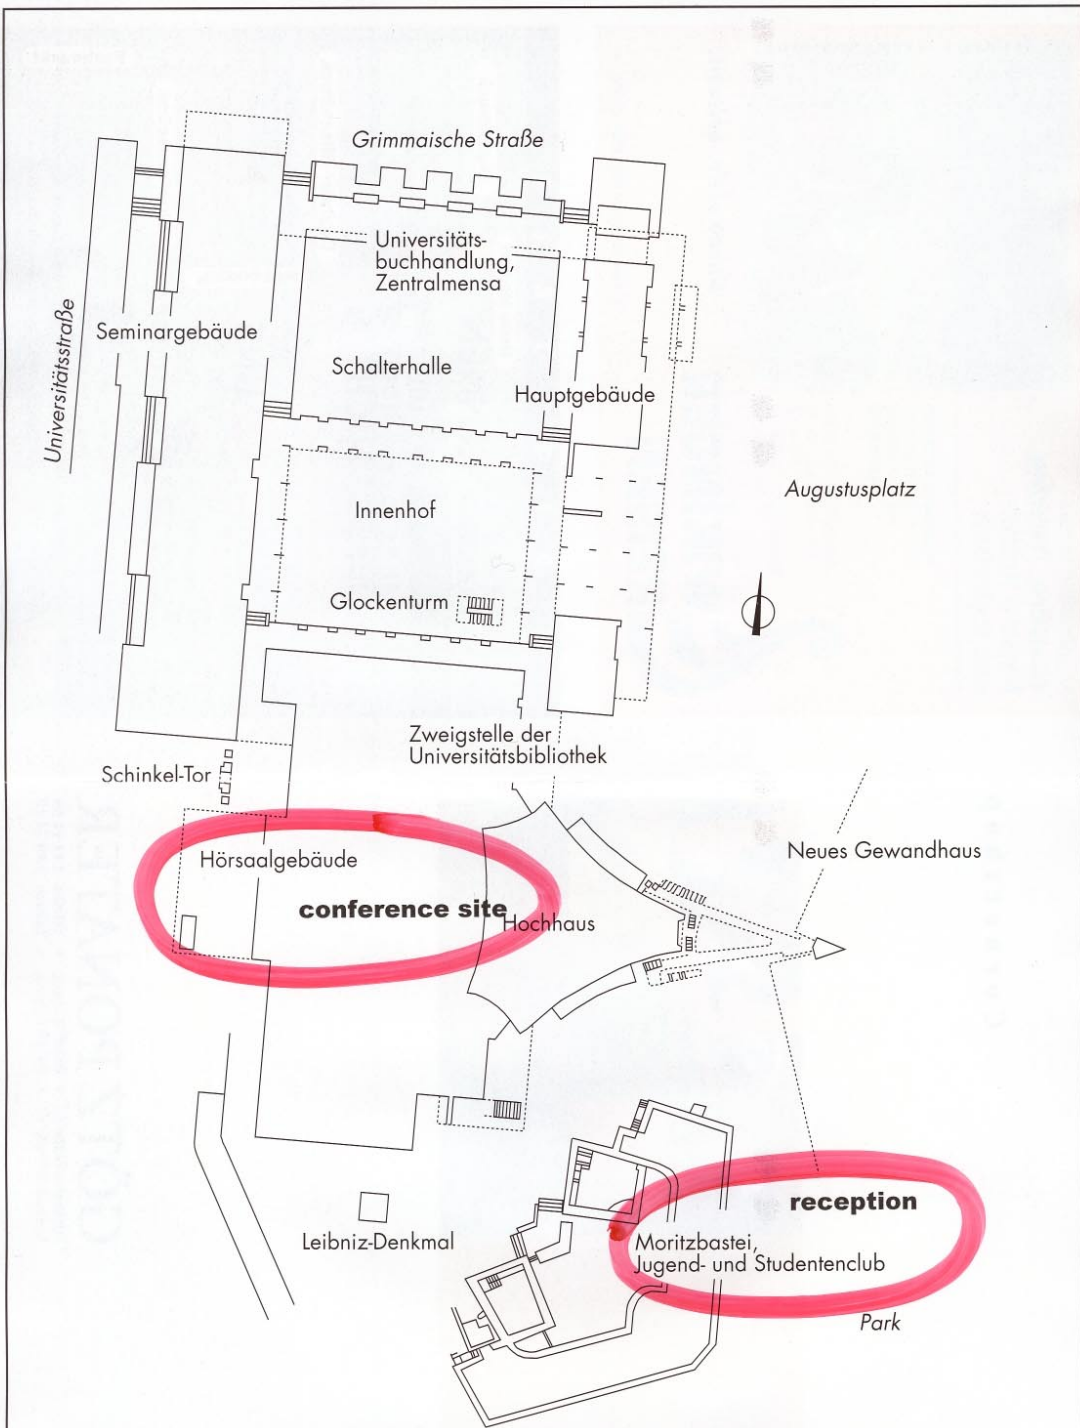 Grimmaische Straße
Universitäts-
buchhandlung,
Zentralmensa
Universitätsstraße
Seminargebäude
Schalterhalle
Hauptgebäude
Augustusplatz
Innenhof
Glockenturm
Zweigstelle der
Universitätsbibliothek
Schinkel-Tor
Neues Gewandhaus
Hörsaalgebäude
conference site
Hochhaus
reception
Leibniz-Denkmal
Moritzbastei,
Jugend- und Studentenclub
Park